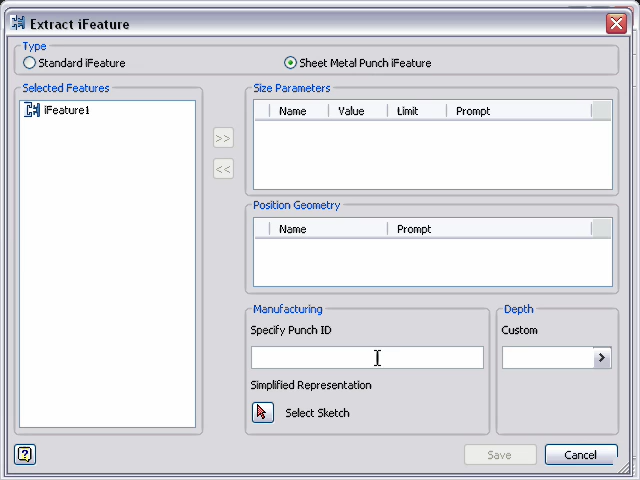 Extract iFeature
Type
Standard iFeature
Sheet Metal Punch iFeature
Selected Features
iFeature1
>>
<<
Size Parameters
Name Value Limit Prompt
Position Geometry
Name Prompt
Manufacturing
Specify Punch ID
Simplified Representation
Select Sketch
Depth
Custom
>
?
Save
Cancel